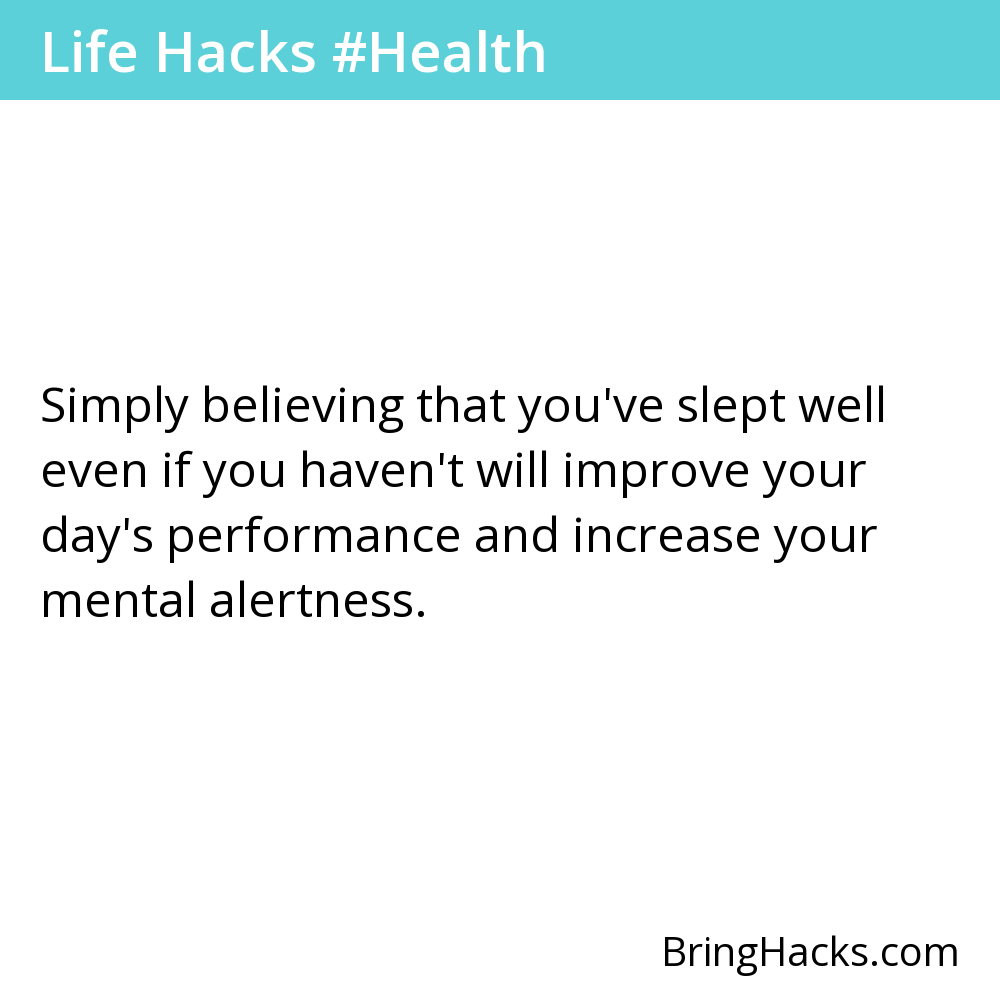 Life Hacks #Health
Simply believing that you've slept well
even if you haven't will improve your
day's performance and increase your
mental alertness.
BringHacks.com